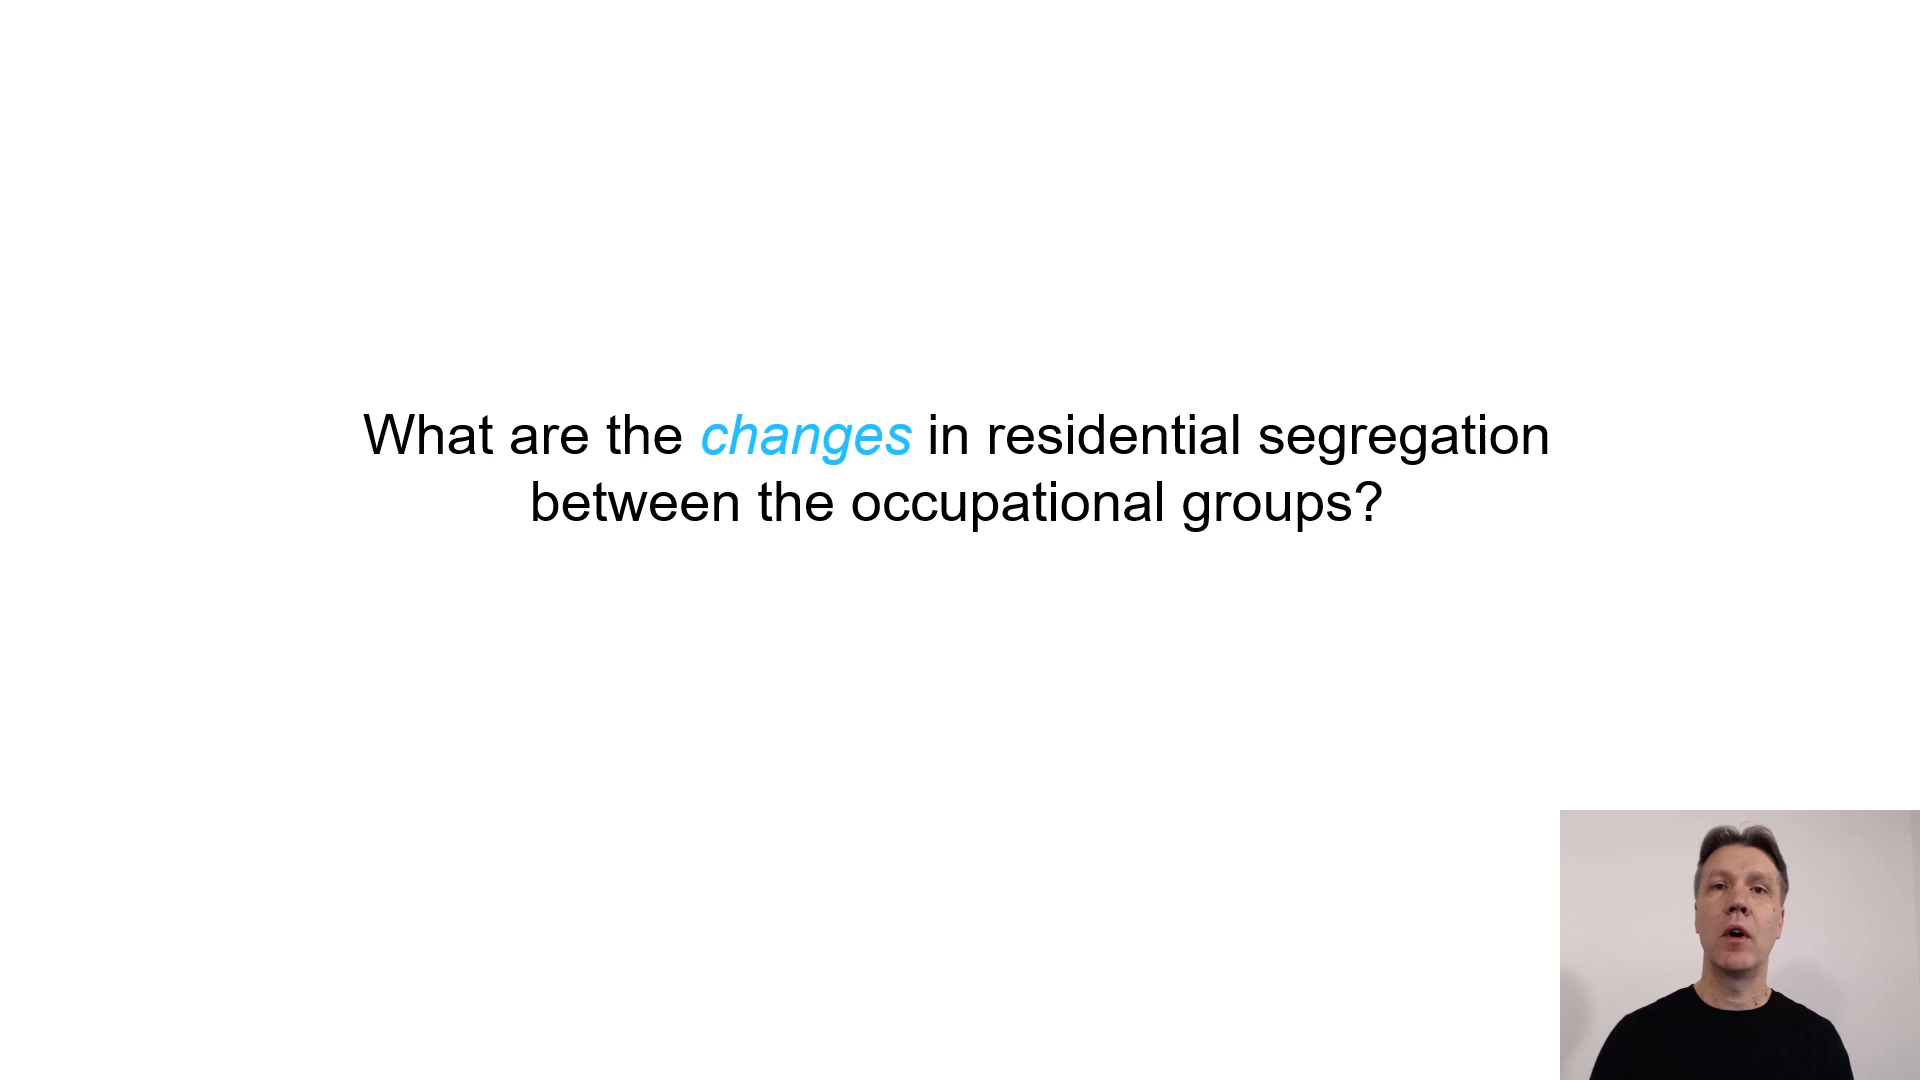 What are the changes in residential segregation
between the occupational groups?